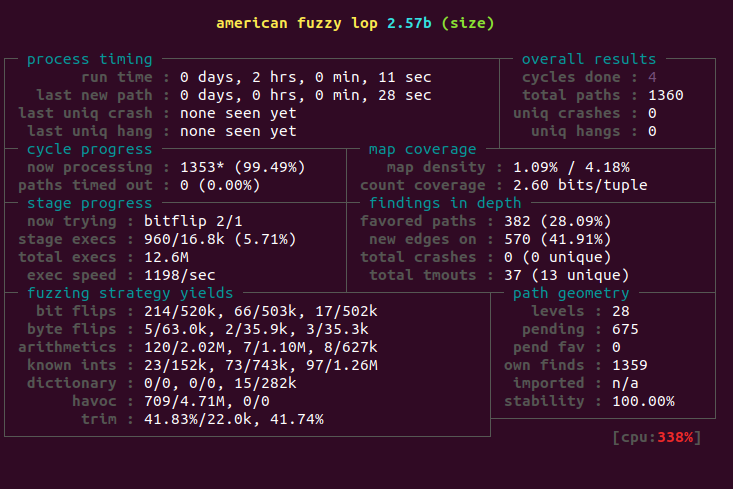 american fuzzy lop 2.57b (size)
process timing overall results
run time : 0 days, 2 hrs, 0 min, 11 sec cycles done : 4
last new path : 0 days, 0 hrs, 0 min, 28 sec total paths : 1360
last uniq crash : none seen yet uniq crashes : 0
last uniq hang : none seen yet uniq hangs : 0
cycle progress map coverage
now processing : 1353* (99.49%) map density : 1.09% / 4.18%
paths timed out : 0 (0.00%) count coverage : 2.60 bits/tuple
stage progress findings in depth
now trying : bitflip 2/1 favored paths : 382 (28.09%)
stage execs : 960/16.8k (5.71%) new edges on : 570 (41.91%)
total execs : 12.6M total crashes : 0 (0 unique)
exec speed : 1198/sec total tmouts : 37 (13 unique)
fuzzing strategy yields path geometry
bit flips : 214/520k, 66/503k, 17/502k levels : 28
byte flips : 5/63.0k, 2/35.9k, 3/35.3k pending : 675
arithmetics : 120/2.02M, 7/1.10M, 8/627k pend fav : 0
known ints : 23/152k, 73/743k, 97/1.26M own finds : 1359
dictionary : 0/0, 0/0, 15/282k imported : n/a
havoc : 709/4.71M, 0/0 stability : 100.00%
trim : 41.83%/22.0k, 41.74%
[cpu:338%]